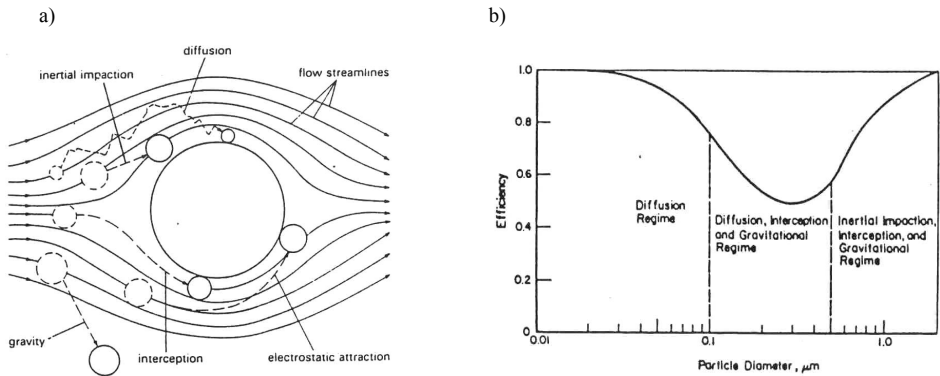 a)
diffusion
inertial impaction
flow streamlines
gravity
interception
electrostatic attraction
b)
1.0
0.8
0.6
0.4
0.2
0
Efficiency
Diffusion
Regime
Diffusion, Interception
and Gravitational
Regime
Inertial Impaction,
Interception, and
Gravitational
Regime
0.01
0.1
1.0
Particle Diameter, μm